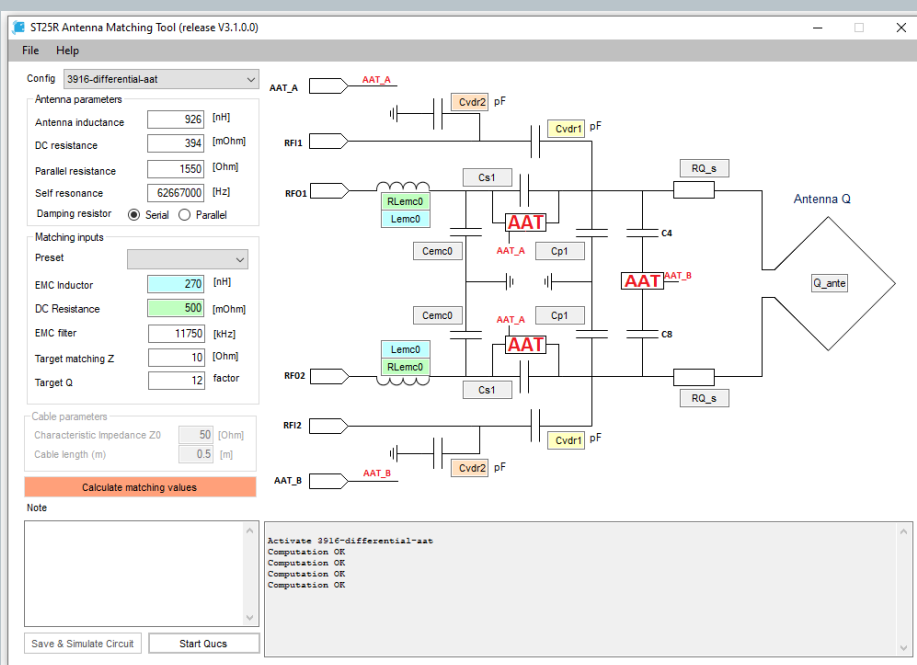 ST25R Antenna Matching Tool (release V3.1.0.0)
File Help
Config 3916-differential-aat
Antenna parameters
Antenna inductance 926 [nH]
DC resistance 394 [mOhm]
Parallel resistance 1550 [Ohm]
Self resonance 62667000 [Hz]
Damping resistor Serial Parallel
Matching inputs
Preset
EMC Inductor 270 [nH]
DC Resistance 500 [mOhm]
EMC filter 11750 [kHz]
Target matching Z 10 [Ohm]
Target Q 12 factor
Cable parameters
Characteristic Impedance Z0 50 [Ohm]
Cable length (m) 0.5 [m]
Calculate matching values
Note
Save & Simulate Circuit Start Qucs
AAT_A AAT_A
Cvdr2 pF
Cvdr1 pF
RFI1
RFO1
RLemc0
Lemc0
Cs1
AAT
AAT_A
Cemc0
Cp1
RQ_s
C4
AAT AAT_B
Antenna Q
Q_ante
Cemc0
AAT_A
Cp1
AAT
C8
Lemc0
RLemc0
RFO2
Cs1
RQ_s
RFI2
Cvdr1 pF
Cvdr2 pF
AAT_B AAT_B
Activate 3916-differential-aat
Computation OK
Computation OK
Computation OK
Computation OK